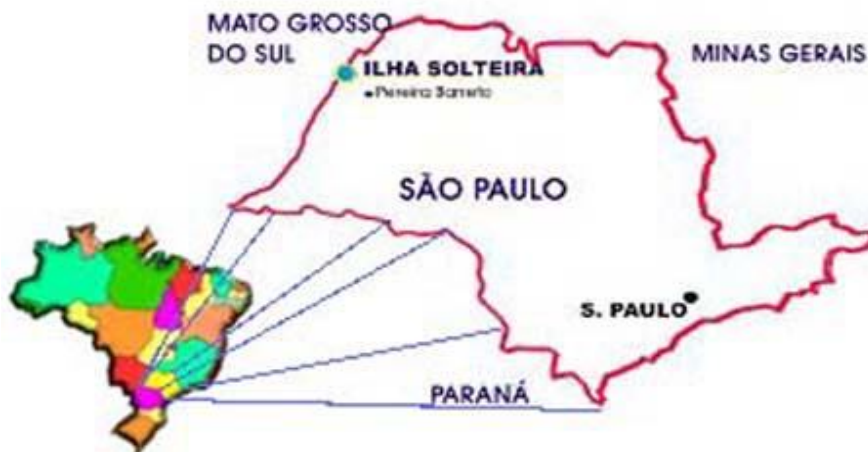 MATO GROSSO
DO SUL
MINAS GERAIS
ILHA SOLTEIRA
Pereira Barreto
SÃO PAULO
S. PAULO
PARANÁ